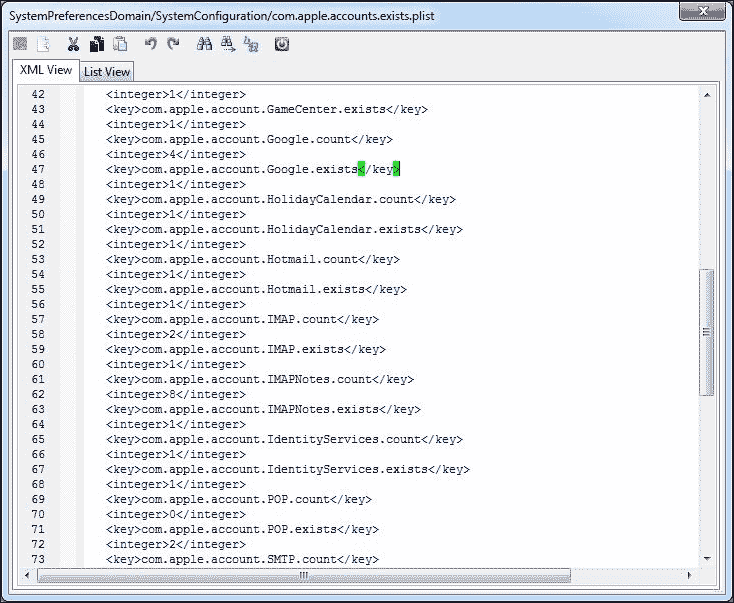 SystemPreferencesDomain/SystemConfiguration/com.apple.accounts.exists.plist
XML View List View
42 <integer>1</integer>
43 <key>com.apple.account.GameCenter.exists</key>
44 <integer>1</integer>
45 <key>com.apple.account.Google.count</key>
46 <integer>4</integer>
47 <key>com.apple.account.Google.exists</key>
48 <integer>1</integer>
49 <key>com.apple.account.HolidayCalendar.count</key>
50 <integer>1</integer>
51 <key>com.apple.account.HolidayCalendar.exists</key>
52 <integer>1</integer>
53 <key>com.apple.account.Hotmail.count</key>
54 <integer>1</integer>
55 <key>com.apple.account.Hotmail.exists</key>
56 <integer>1</integer>
57 <key>com.apple.account.IMAP.count</key>
58 <integer>2</integer>
59 <key>com.apple.account.IMAP.exists</key>
60 <integer>1</integer>
61 <key>com.apple.account.IMAPNotes.count</key>
62 <integer>8</integer>
63 <key>com.apple.account.IMAPNotes.exists</key>
64 <integer>1</integer>
65 <key>com.apple.account.IdentityServices.count</key>
66 <integer>1</integer>
67 <key>com.apple.account.IdentityServices.exists</key>
68 <integer>1</integer>
69 <key>com.apple.account.POP.count</key>
70 <integer>0</integer>
71 <key>com.apple.account.POP.exists</key>
72 <integer>2</integer>
73 <key>com.apple.account.SMTP.count</key>